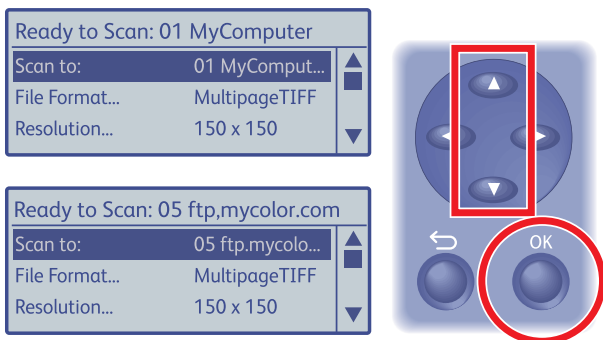 Ready to Scan: 01 MyComputer
Scan to: 01 MyComput...
File Format... MultipageTIFF
Resolution... 150 x 150
Ready to Scan: 05 ftp,mycolor.com
Scan to: 05 ftp.mycolo...
File Format... MultipageTIFF
Resolution... 150 x 150
OK